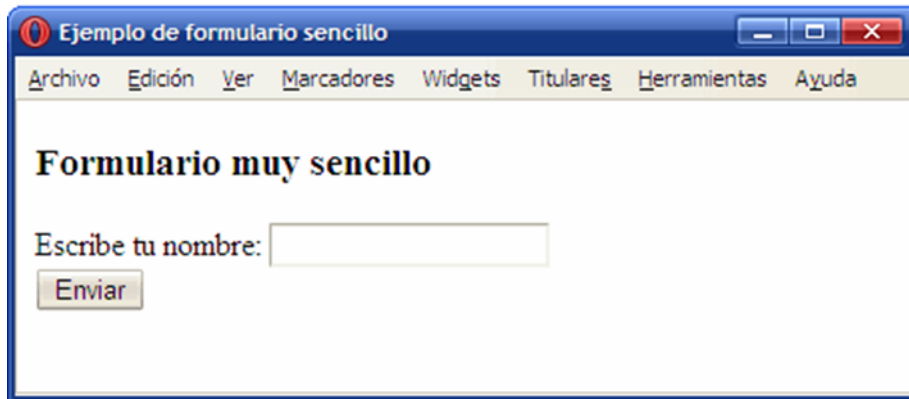 Ejemplo de formulario sencillo
Archivo Edición Ver Marcadores Widgets Titulares Herramientas Ayuda
Formulario muy sencillo
Escribe tu nombre:
Enviar